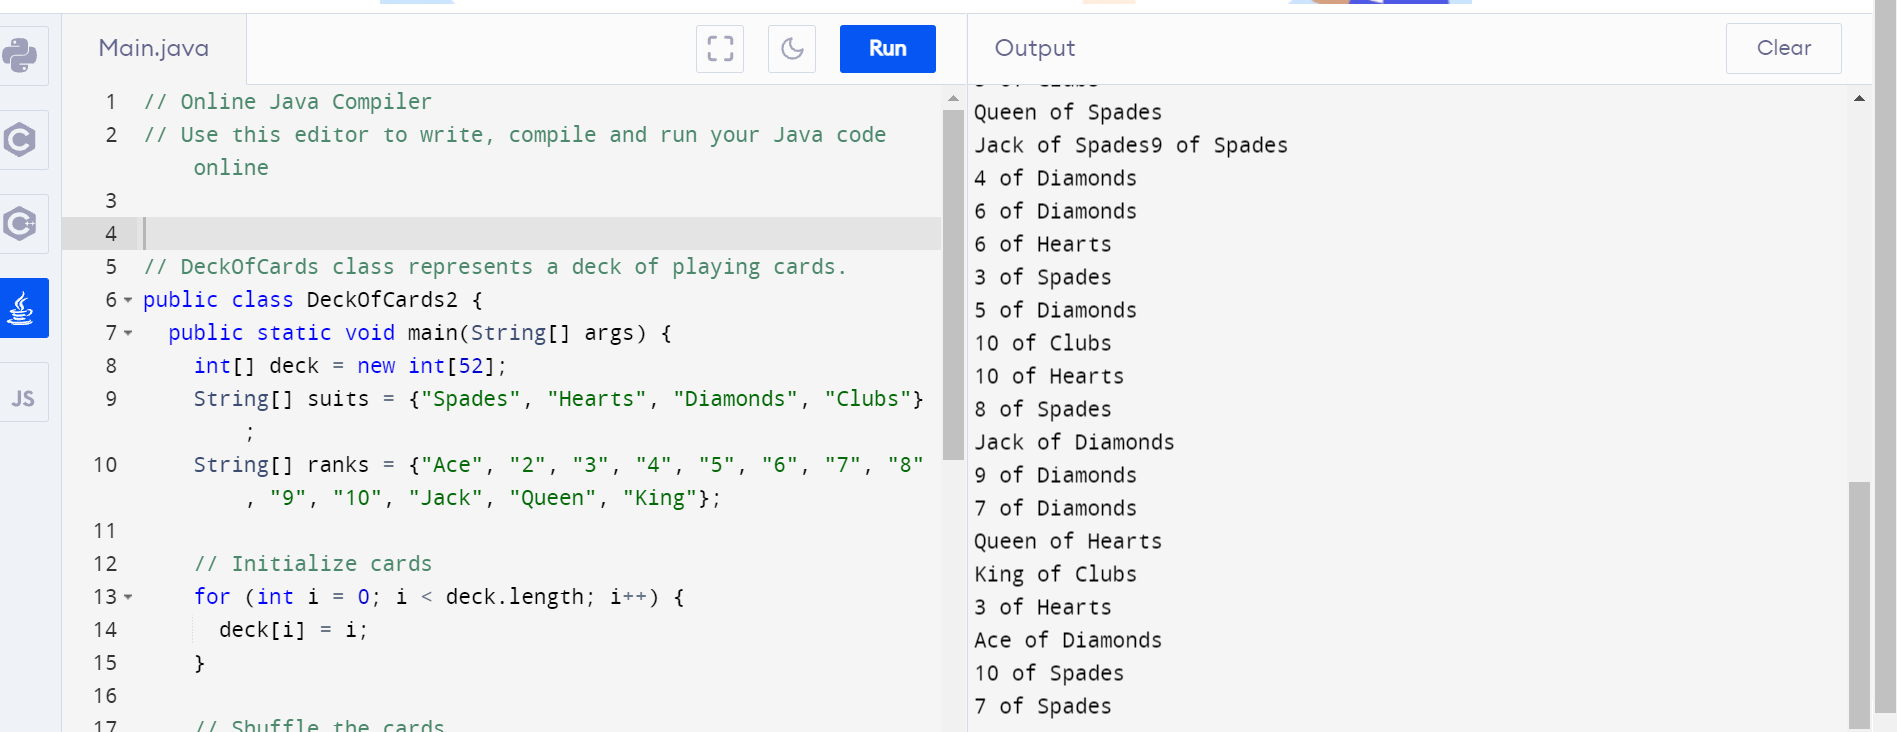 Main.java
Run
Output
Clear
JS
1 // Online Java Compiler
2 // Use this editor to write, compile and run your Java code
online
3
4
5 // DeckOfCards class represents a deck of playing cards.
6 public class DeckOfCards2 {
7 public static void main(String[] args) {
8 int[] deck = new int[52];
9 String[] suits = {"Spades", "Hearts", "Diamonds", "Clubs"}
;
10 String[] ranks = {"Ace", "2", "3", "4", "5", "6", "7", "8"
, "9", "10", "Jack", "Queen", "King"};
11
12 // Initialize cards
13 for (int i = 0; i < deck.length; i++) {
14 deck[i] = i;
15 }
16
17 // Shuffle the cards
of Clubs
Queen of Spades
Jack of Spades9 of Spades
4 of Diamonds
6 of Diamonds
6 of Hearts
3 of Spades
5 of Diamonds
10 of Clubs
10 of Hearts
8 of Spades
Jack of Diamonds
9 of Diamonds
7 of Diamonds
Queen of Hearts
King of Clubs
3 of Hearts
Ace of Diamonds
10 of Spades
7 of Spades